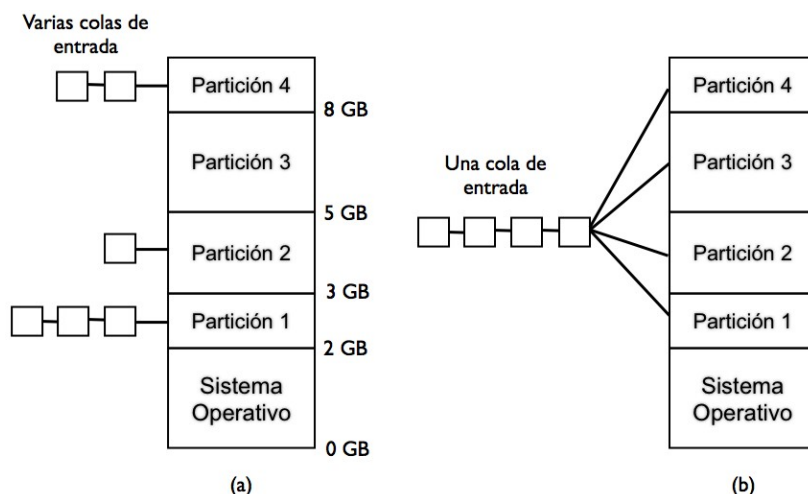 Varias colas de
entrada
Partición 4
8 GB
Partición 3
5 GB
Partición 2
3 GB
Partición 1
2 GB
Sistema
Operativo
0 GB
(a)
Una cola de
entrada
Partición 4
Partición 3
Partición 2
Partición 1
Sistema
Operativo
(b)